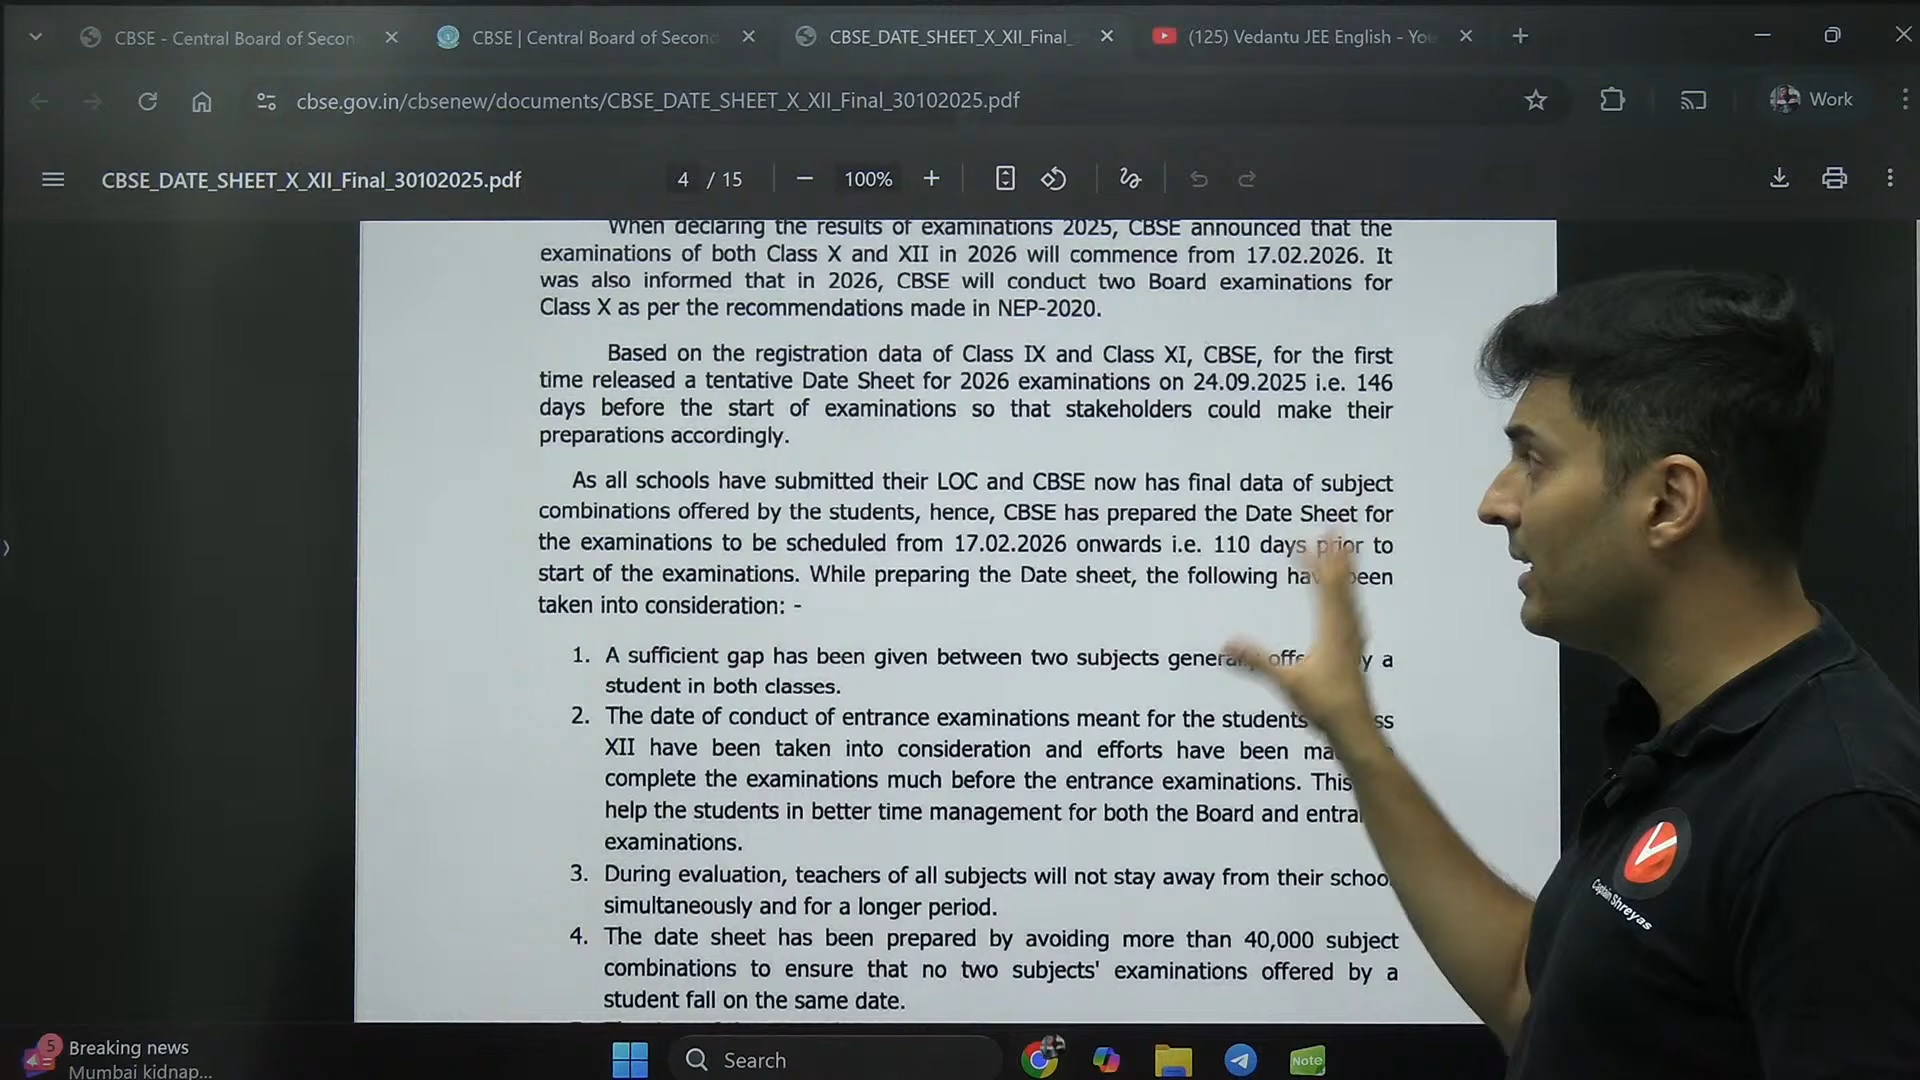 CBSE - Central Board of Secon
CBSE | Central Board of Second
CBSE_DATE_SHEET_X_XII_Final_
(125) Vedantu JEE English - You
cbse.gov.in/cbsenew/documents/CBSE_DATE_SHEET_X_XII_Final_30102025.pdf
Work
CBSE_DATE_SHEET_X_XII_Final_30102025.pdf
4 / 15
100%
When declaring the results of examinations 2025, CBSE announced that the
examinations of both Class X and XII in 2026 will commence from 17.02.2026. It
was also informed that in 2026, CBSE will conduct two Board examinations for
Class X as per the recommendations made in NEP-2020.
Based on the registration data of Class IX and Class XI, CBSE, for the first
time released a tentative Date Sheet for 2026 examinations on 24.09.2025 i.e. 146
days before the start of examinations so that stakeholders could make their
preparations accordingly.
As all schools have submitted their LOC and CBSE now has final data of subject
combinations offered by the students, hence, CBSE has prepared the Date Sheet for
the examinations to be scheduled from 17.02.2026 onwards i.e. 110 days prior to
start of the examinations. While preparing the Date sheet, the following have been
taken into consideration: -
1. A sufficient gap has been given between two subjects generally offered by a
student in both classes.
2. The date of conduct of entrance examinations meant for the students
XII have been taken into consideration and efforts have been
complete the examinations much before the entrance examinations. This
help the students in better time management for both the Board and
examinations.
3. During evaluation, teachers of all subjects will not stay away from their school
simultaneously and for a longer period.
4. The date sheet has been prepared by avoiding more than 40,000 subject
combinations to ensure that no two subjects' examinations offered by a
student fall on the same date.
Captain Shreyas
5
Breaking news
Mumbai kidnap...
Search
Note